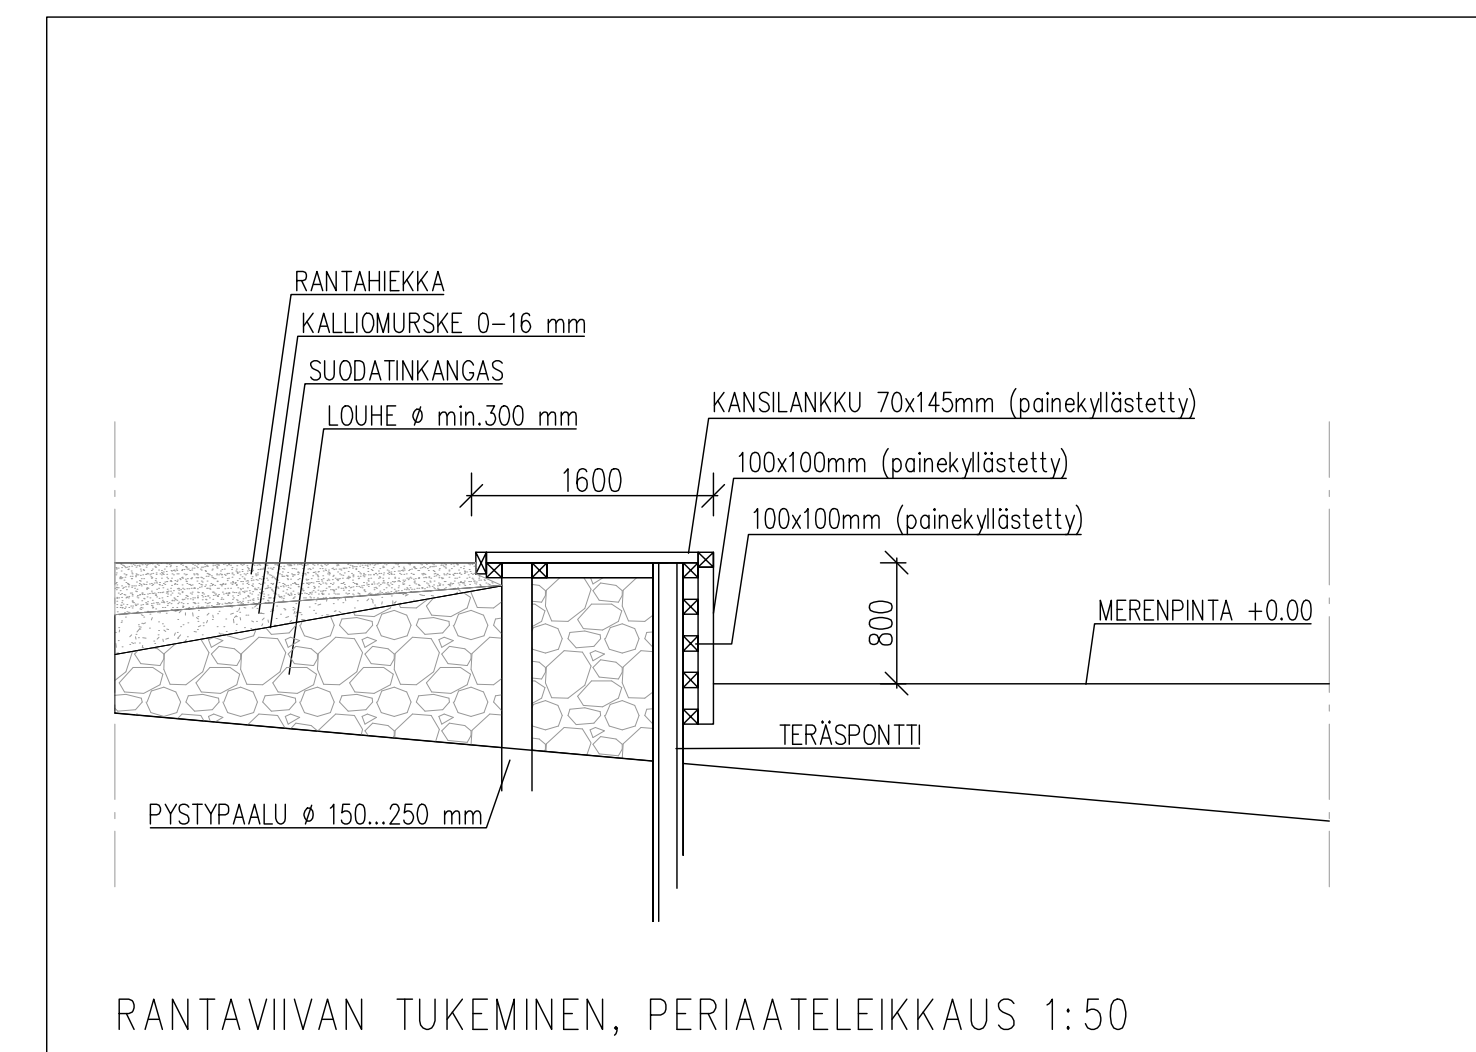 RANTAHIEKKA
KALLIOMURSKE 0-16 mm
SUODATINKANGAS
LOUHE ø min.300 mm
KANSILANKKU 70x145mm (painekyllästetty)
100x100mm (painekyllästetty)
1600
100x100mm (painekyllästetty)
800
MERENPINTA +0.00
TERÄSPONTTI
PYSTYPAALU ø 150...250 mm
RANTAVIIVAN TUKEMINEN, PERIAATELEIKKAUS 1:50